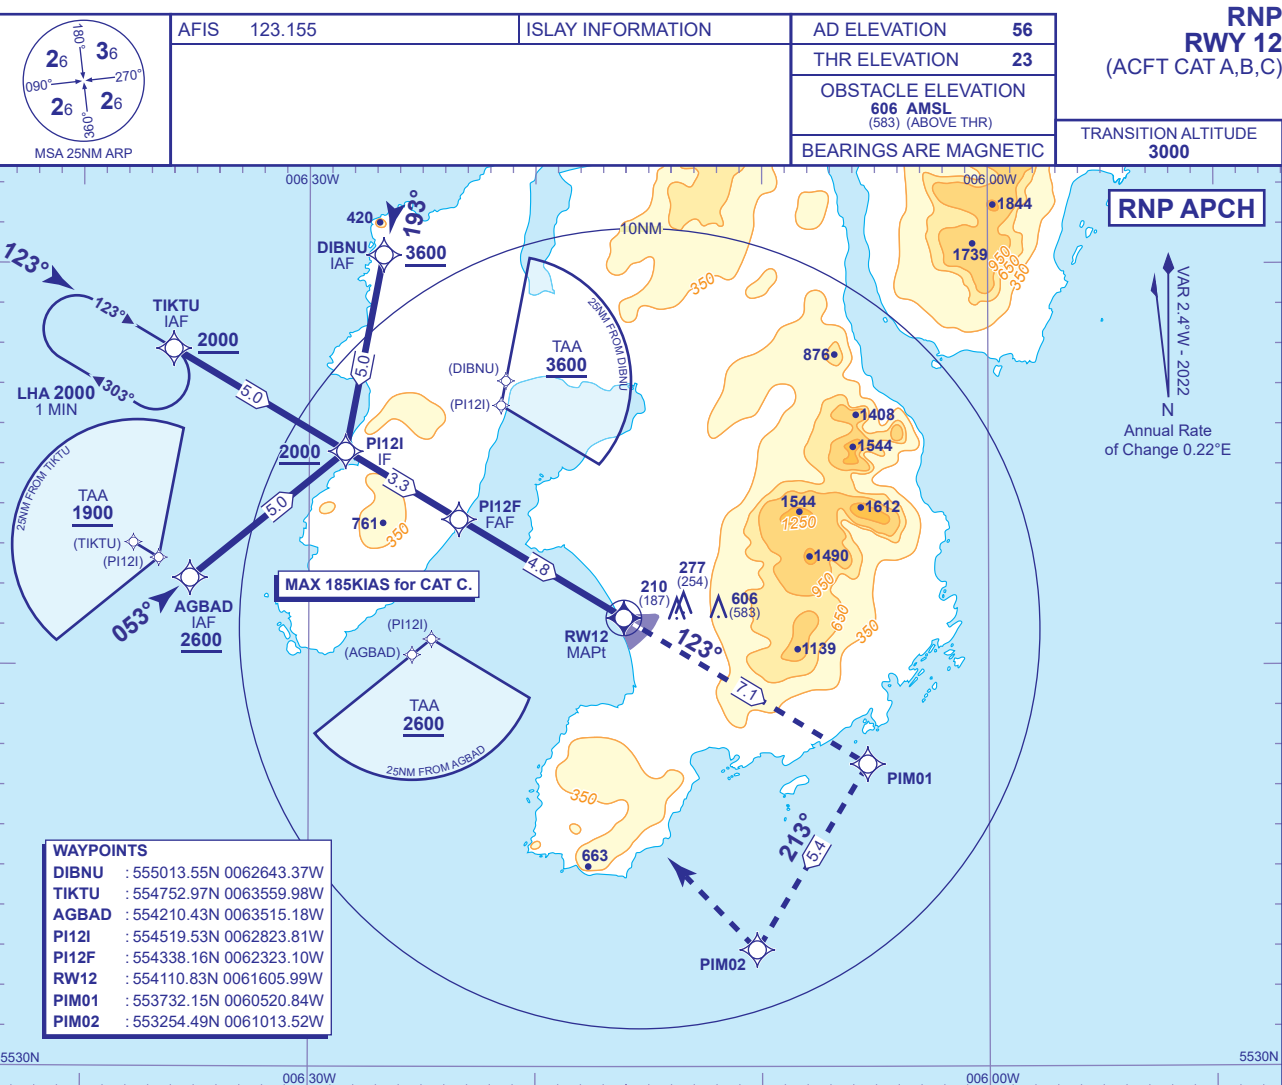 180°
26 36
090° 270°
26 26
360°
MSA 25NM ARP
AFIS 123.155
ISLAY INFORMATION
AD ELEVATION 56
THR ELEVATION 23
OBSTACLE ELEVATION
606 AMSL
(583) (ABOVE THR)
BEARINGS ARE MAGNETIC
RNP
RWY 12
(ACFT CAT A,B,C)
TRANSITION ALTITUDE
3000
006 30W
006 00W
RNP APCH
420
193°
DIBNU
IAF
3600
10NM
1844
1739
950
650
350
350
VAR 2.4°W - 2022
N
Annual Rate
of Change 0.22°E
123°
123°
TIKTU
IAF
2000
303°
LHA 2000
1 MIN
5.0
5.0
25NM FROM DIBNU
TAA
3600
(DIBNU)
(PI12I)
876
1408
1544
1544
1250
1612
1490
950
650
350
1139
2000
PI12I
IF
3.3
761
350
PI12F
FAF
4.8
25NM FROM TIKTU
TAA
1900
(TIKTU)
(PI12I)
5.0
053°
AGBAD
IAF
2600
MAX 185KIAS for CAT C.
277
(254)
210
(187)
606
(583)
RW12
MAPt
123°
7.1
(PI12I)
(AGBAD)
TAA
2600
25NM FROM AGBAD
PIM01
350
663
213°
5.4
PIM02
WAYPOINTS
DIBNU : 555013.55N 0062643.37W
TIKTU : 554752.97N 0063559.98W
AGBAD : 554210.43N 0063515.18W
PI12I : 554519.53N 0062823.81W
PI12F : 554338.16N 0062323.10W
RW12 : 554110.83N 0061605.99W
PIM01 : 553732.15N 0060520.84W
PIM02 : 553254.49N 0061013.52W
5530N
5530N
006 30W
006 00W